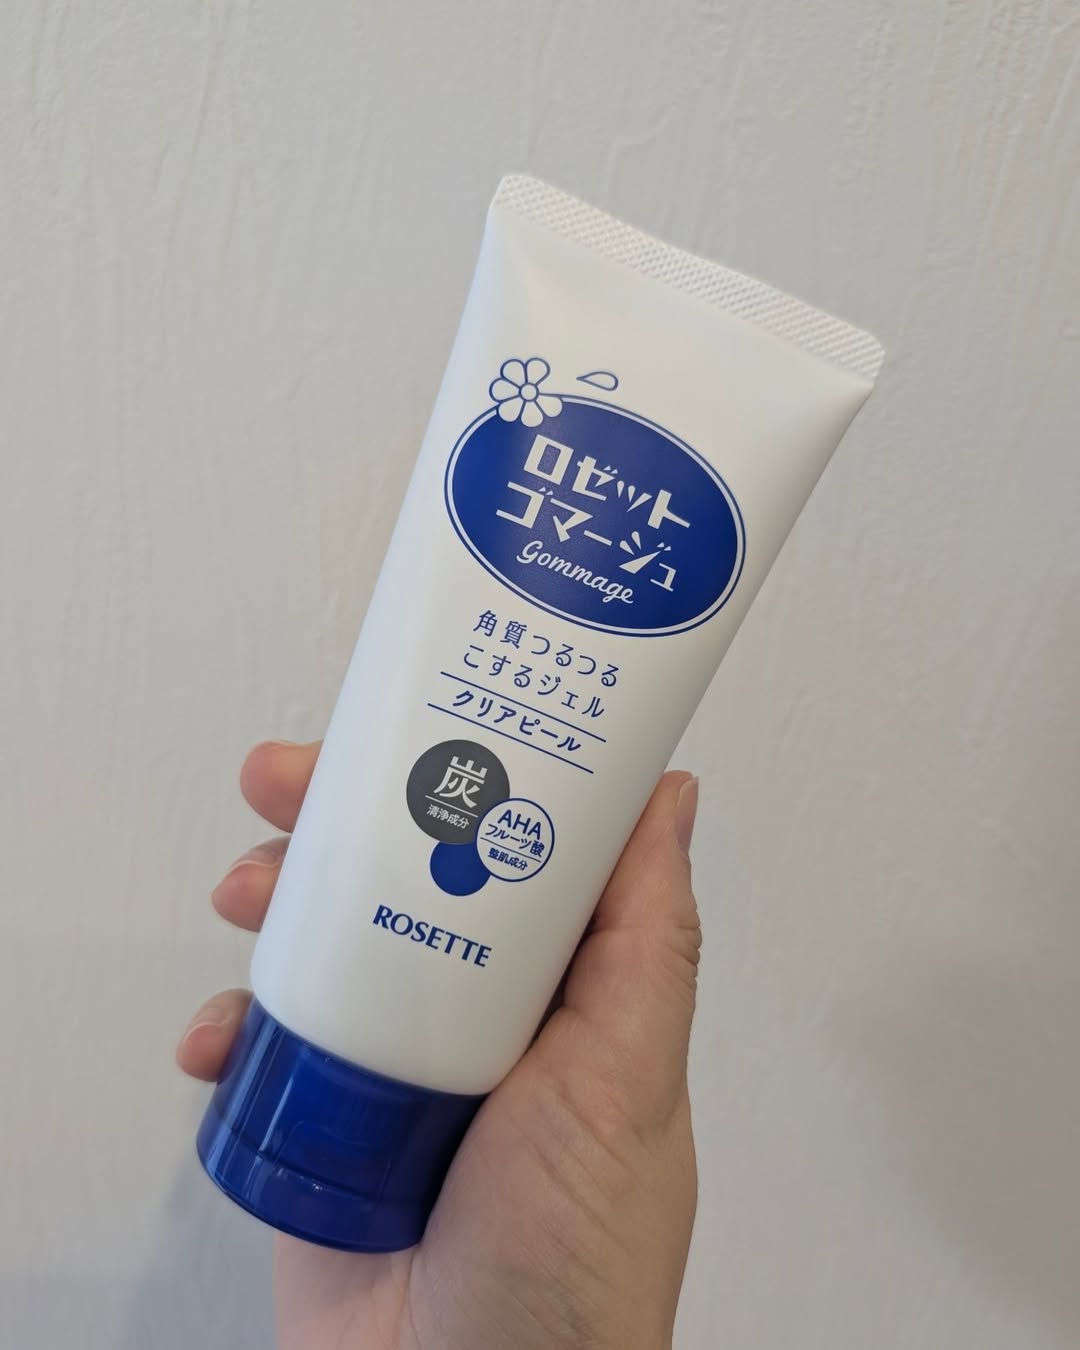 ロゼット
ゴマージュ
Gommage
角質つるつる
こするジェル
クリアピール
炭
清浄成分
AHA
フルーツ酸
整肌成分
ROSETTE